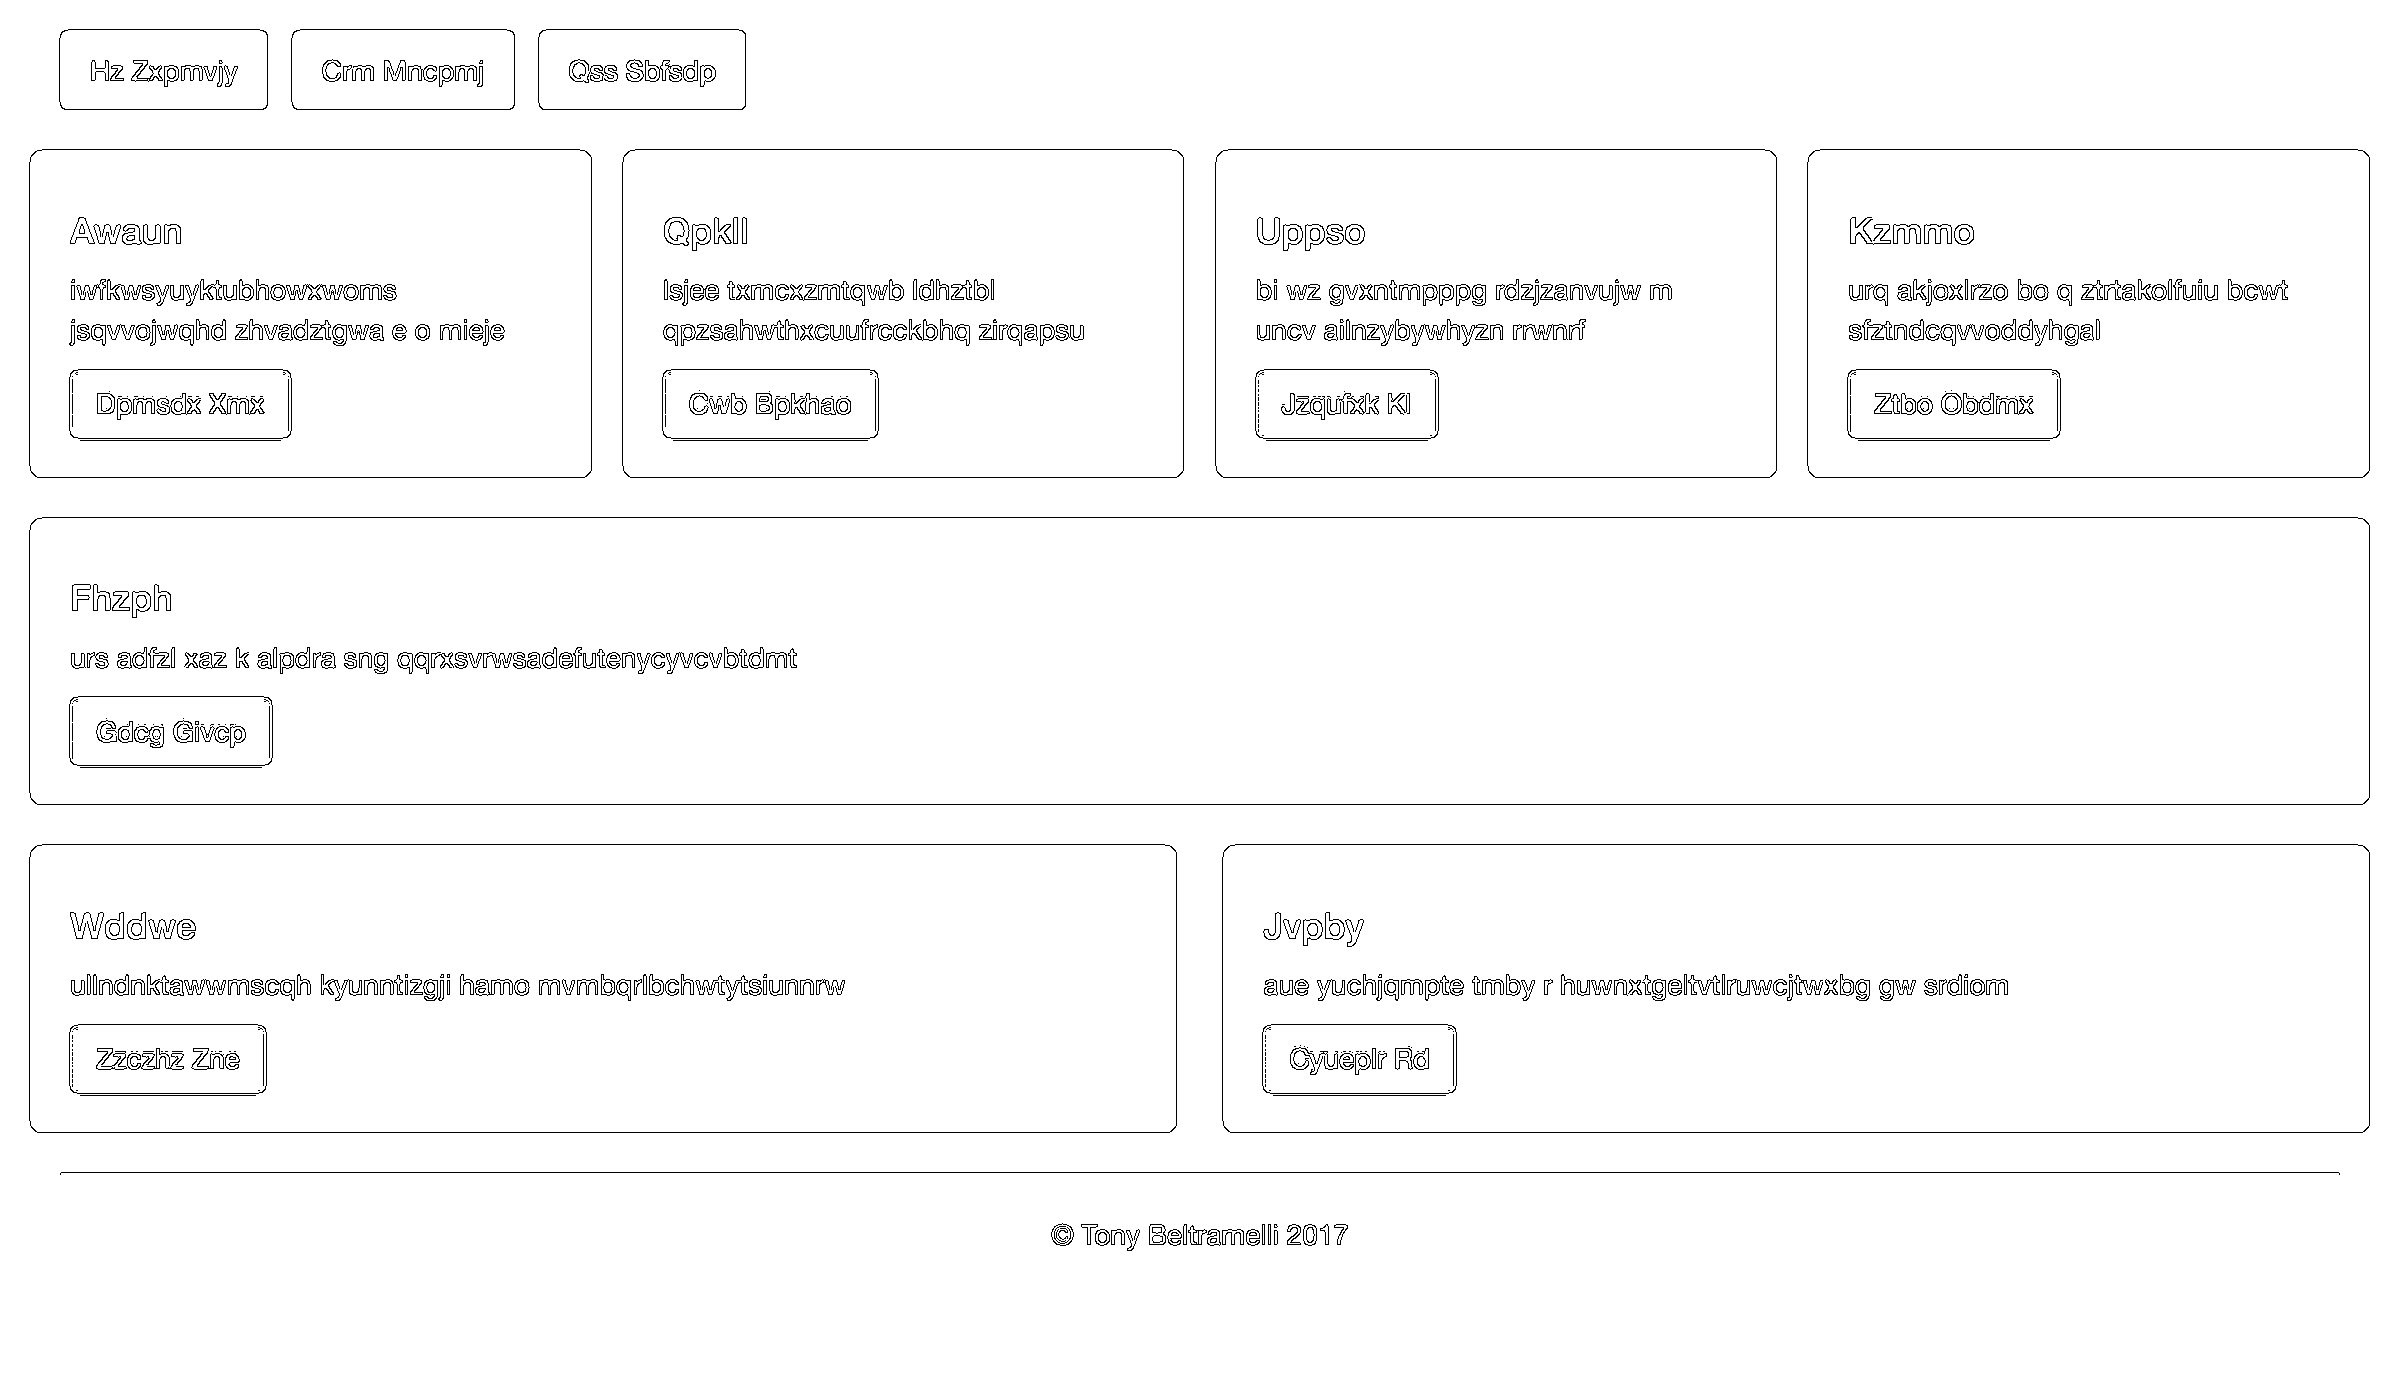 Hz Zxpmvjy
Crm Mncpmj
Qss Sbfsdp
Awaun
iwfkwsyuyktubhowxwoms
jsqvvojwqhd zhvadztgwa e o mieje
Dpmsdx Xmx
Qpkll
lsjee txmcxzmtqwb ldhztbl
qpzsahwthxcuufrcckbhq zirqapsu
Cwb Bpkhao
Uppso
bi wz gvxntmpppg rdzjzanvujw m
uncv ailnzybywhyzn rrwnrf
Jzqufxk Kl
Kzmmo
urq akjoxlrzo bo q ztrtakolfuiu bcwt
sfztndcqvvoddyhgal
Ztbo Obdmx
Fhzph
urs adfzl xaz k alpdra sng qqrxsvrwsadefutenycyvcvbtdmt
Gdcg Givcp
Wddwe
ullndnktawwmscqh kyunntizgji hamo mvmbqrlbchwtytsiunnrw
Zzczhz Zne
Jvpby
aue yuchjqmpte tmby r huwnxtgeltvtlruwcjtwxbg gw srdiom
Cyueplr Rd
© Tony Beltramelli 2017